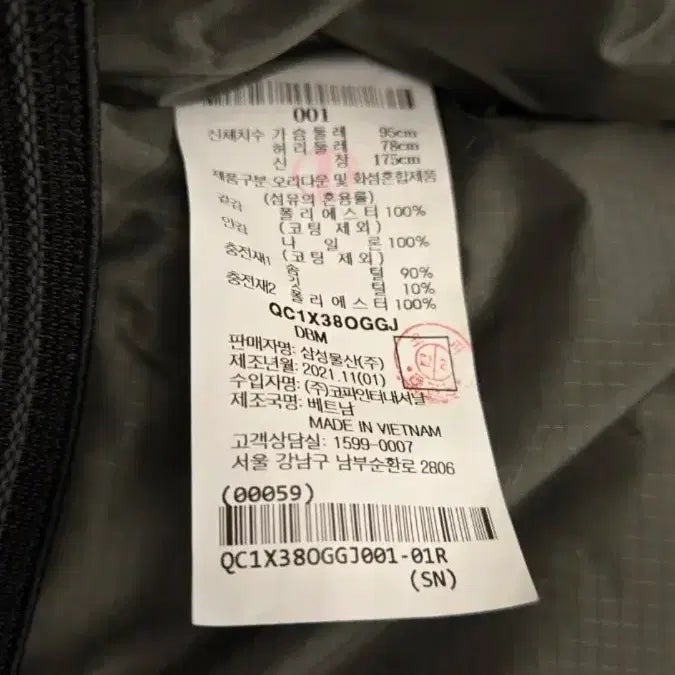 001
신체치수 가슴둘레 95cm
허리둘레 78cm
신 장 175cm
제품구분 오리다운 및 화섬혼합제품
겉감 (섬유의 혼용률)
폴리에스터 100%
안감 (코팅 제외)
나 일 론 100%
충전재1 (코팅 제외)
솜 털 90%
충전재2 깃 털 10%
폴리에스터 100%
QC1X38OGGJ
DBM
판매자명: 삼성물산(주)
제조년월: 2021.11(01)
수입자명: (주)코파인터내셔날
제조국명: 베트남
MADE IN VIETNAM
고객상담실: 1599-0007
서울 강남구 남부순환로 2806
(00059)
QC1X38OGGJ001-01R
(SN)